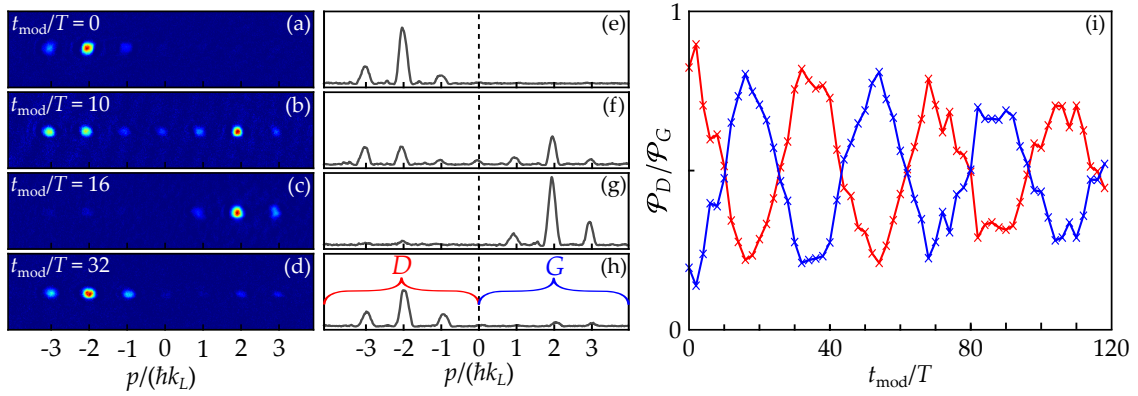 t_mod/T = 0 (a)
t_mod/T = 10 (b)
t_mod/T = 16 (c)
t_mod/T = 32 (d)
-3 -2 -1 0 1 2 3
p/(ħk_L)
(e)
(f)
(g)
D G (h)
-3 -2 -1 0 1 2 3
p/(ħk_L)
(i)
1
0
𝒫_D/𝒫_G
0 40 80 120
t_mod/T